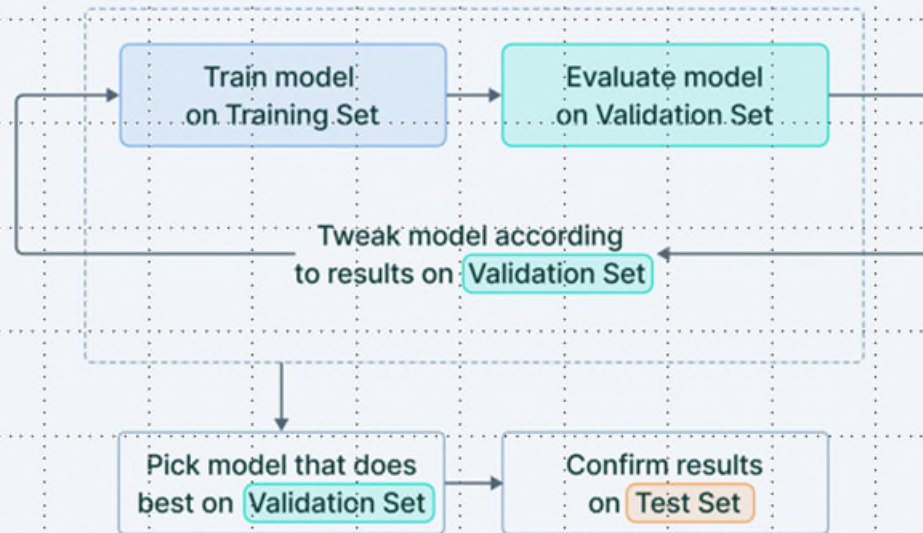 Train model
on Training Set
Evaluate model
on Validation Set
Tweak model according
to results on Validation Set
Pick model that does
best on Validation Set
Confirm results
on Test Set